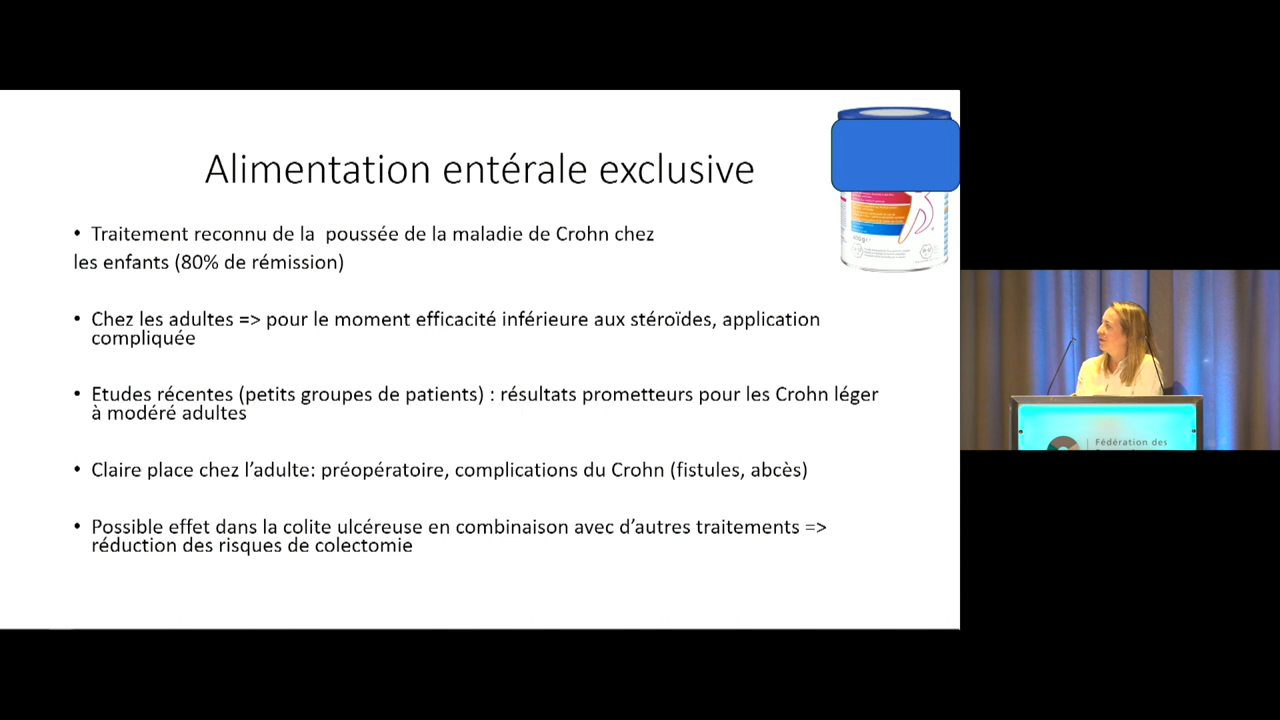 Alimentation entérale exclusive
• Traitement reconnu de la  poussée de la maladie de Crohn chez
les enfants (80% de rémission)
• Chez les adultes => pour le moment efficacité inférieure aux stéroïdes, application
compliquée
• Etudes récentes (petits groupes de patients) : résultats prometteurs pour les Crohn léger
à modéré adultes
• Claire place chez l’adulte: préopératoire, complications du Crohn (fistules, abcès)
• Possible effet dans la colite ulcéreuse en combinaison avec d’autres traitements =>
réduction des risques de colectomie
Fédération des